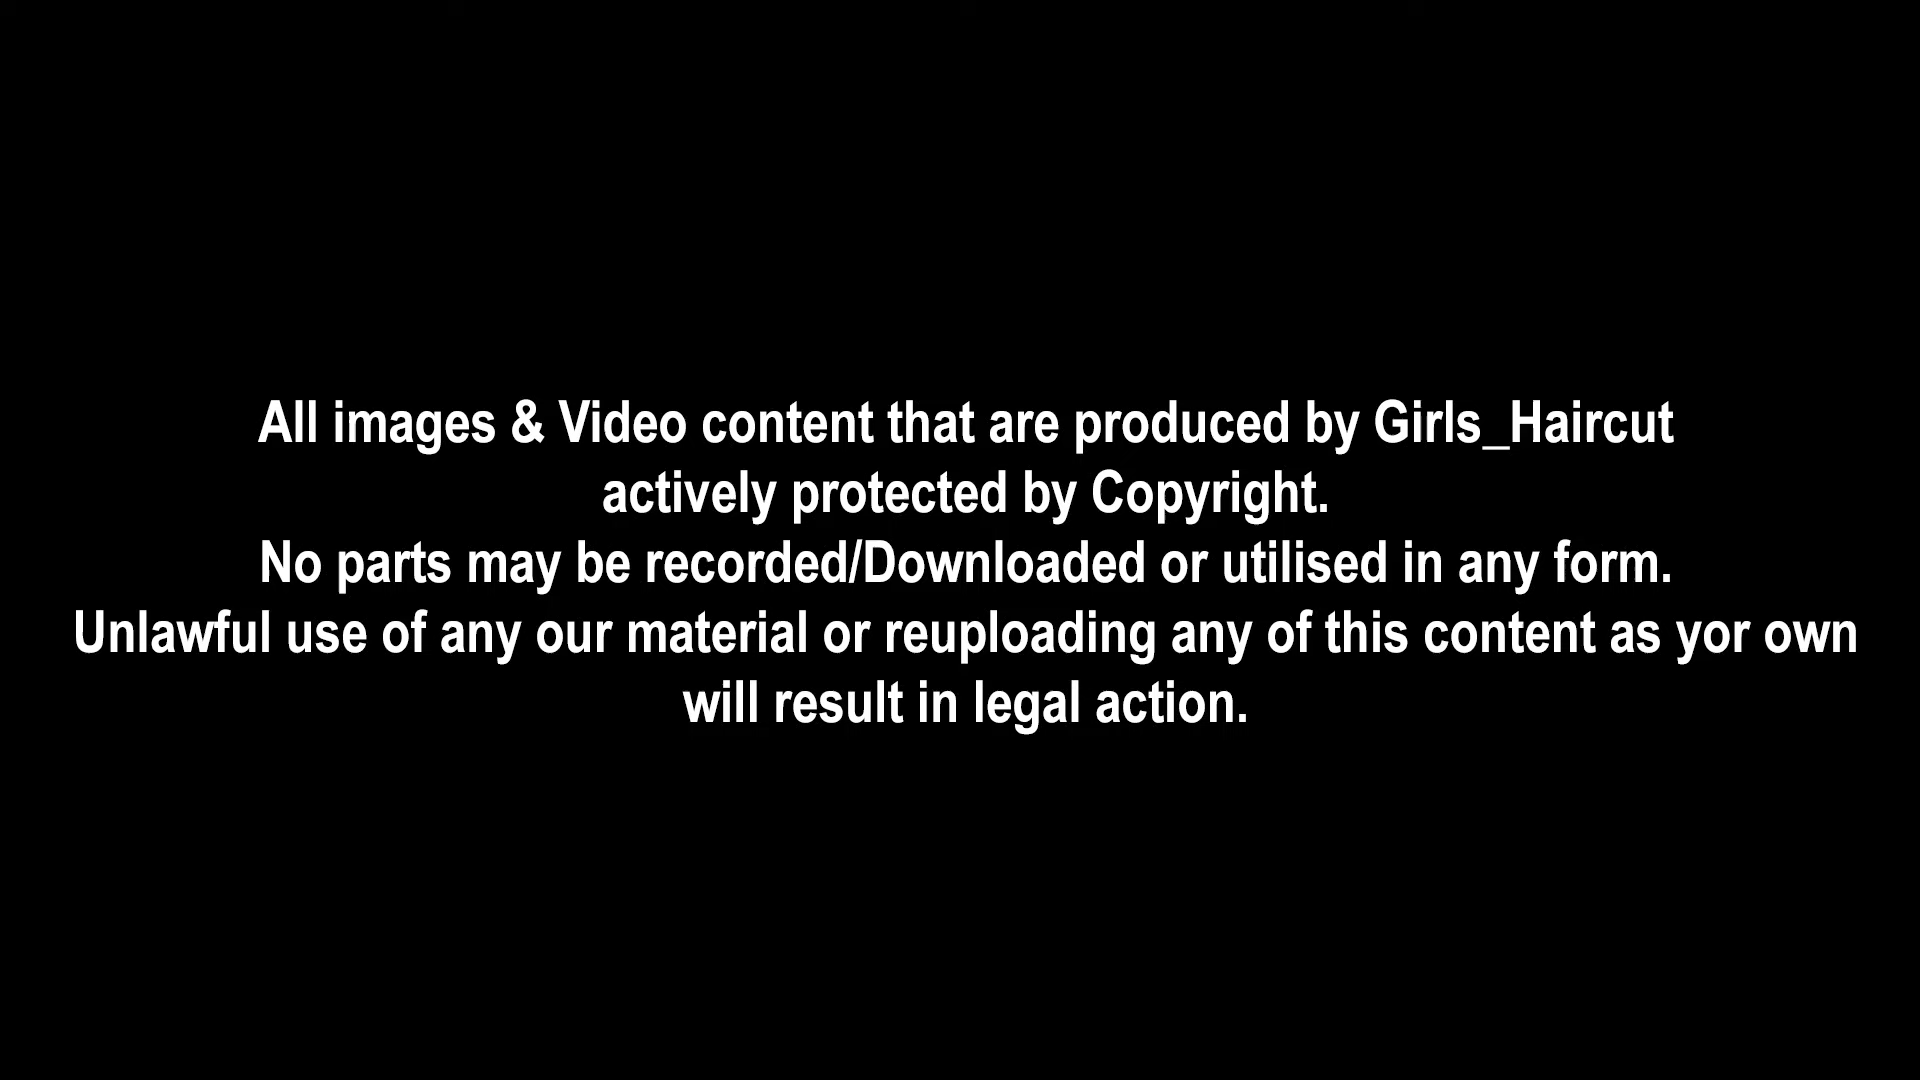 All images & Video content that are produced by Girls_Haircut
actively protected by Copyright.
No parts may be recorded/Downloaded or utilised in any form.
Unlawful use of any our material or reuploading any of this content as yor own
will result in legal action.